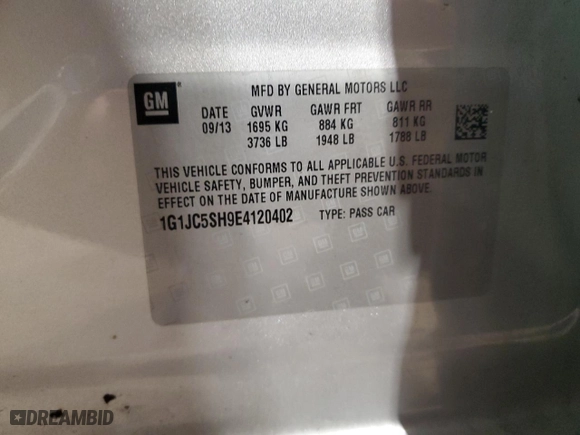 GM
MFD BY GENERAL MOTORS LLC
DATE GVWR GAWR FRT GAWR RR
09/13 1695 KG 884 KG 811 KG
3736 LB 1948 LB 1788 LB
THIS VEHICLE CONFORMS TO ALL APPLICABLE U.S. FEDERAL MOTOR
VEHICLE SAFETY, BUMPER, AND THEFT PREVENTION STANDARDS IN
EFFECT ON THE DATE OF MANUFACTURE SHOWN ABOVE.
1G1JC5SH9E4120402 TYPE: PASS CAR
DREAMBID